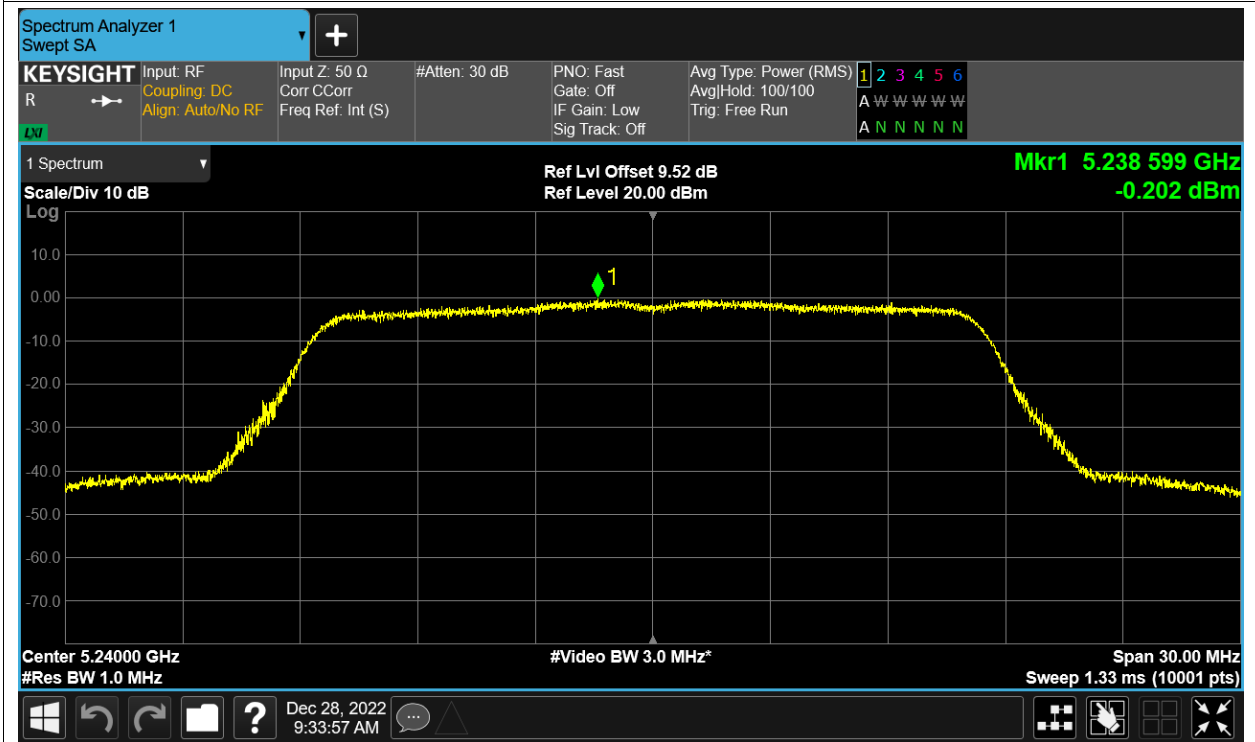 Spectrum Analyzer 1
Swept SA
+
KEYSIGHT
R
LXI
Input: RF
Coupling: DC
Align: Auto/No RF
Input Z: 50 Ω
Corr CCorr
Freq Ref: Int (S)
#Atten: 30 dB
PNO: Fast
Gate: Off
IF Gain: Low
Sig Track: Off
Avg Type: Power (RMS)
Avg|Hold: 100/100
Trig: Free Run
1 2 3 4 5 6
A W W W W W
A N N N N N
1 Spectrum
Scale/Div 10 dB
Ref Lvl Offset 9.52 dB
Ref Level 20.00 dBm
Mkr1 5.238 599 GHz
-0.202 dBm
Log
10.0
0.00
-10.0
-20.0
-30.0
-40.0
-50.0
-60.0
-70.0
1
Center 5.24000 GHz
#Res BW 1.0 MHz
#Video BW 3.0 MHz*
Span 30.00 MHz
Sweep 1.33 ms (10001 pts)
?
Dec 28, 2022
9:33:57 AM